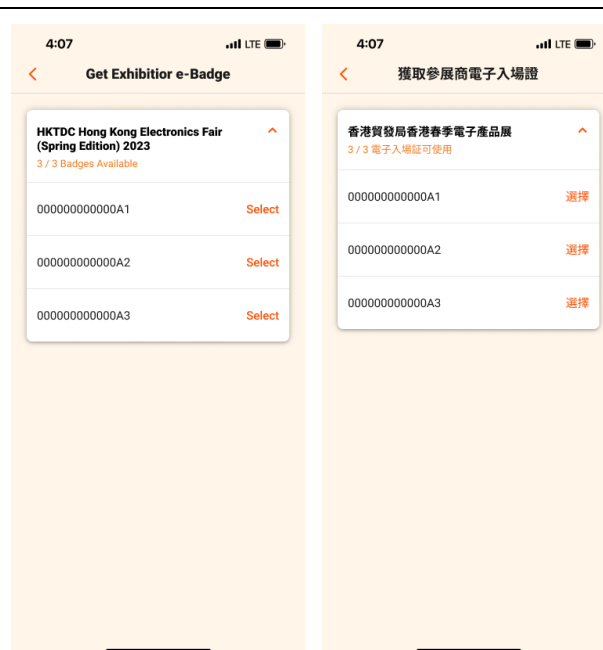 4:07
LTE
Get Exhibitior e-Badge
HKTDC Hong Kong Electronics Fair
(Spring Edition) 2023
3 / 3 Badges Available
000000000000A1
Select
000000000000A2
Select
000000000000A3
Select
4:07
LTE
獲取參展商電子入場證
香港貿發局香港春季電子產品展
3 / 3 電子入場証可使用
000000000000A1
選擇
000000000000A2
選擇
000000000000A3
選擇